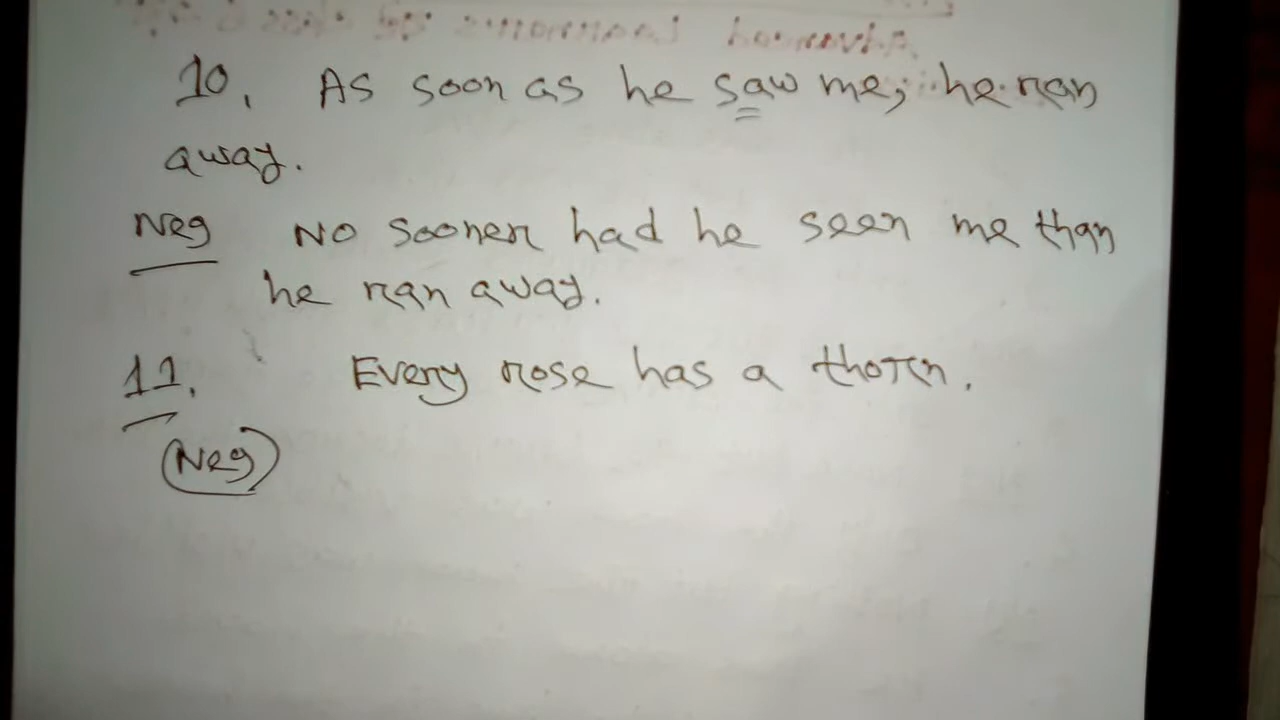 10. As soon as he saw me, he ran
away.
Neg No sooner had he seen me than
he ran away.
11. Every rose has a thorn.
Neg